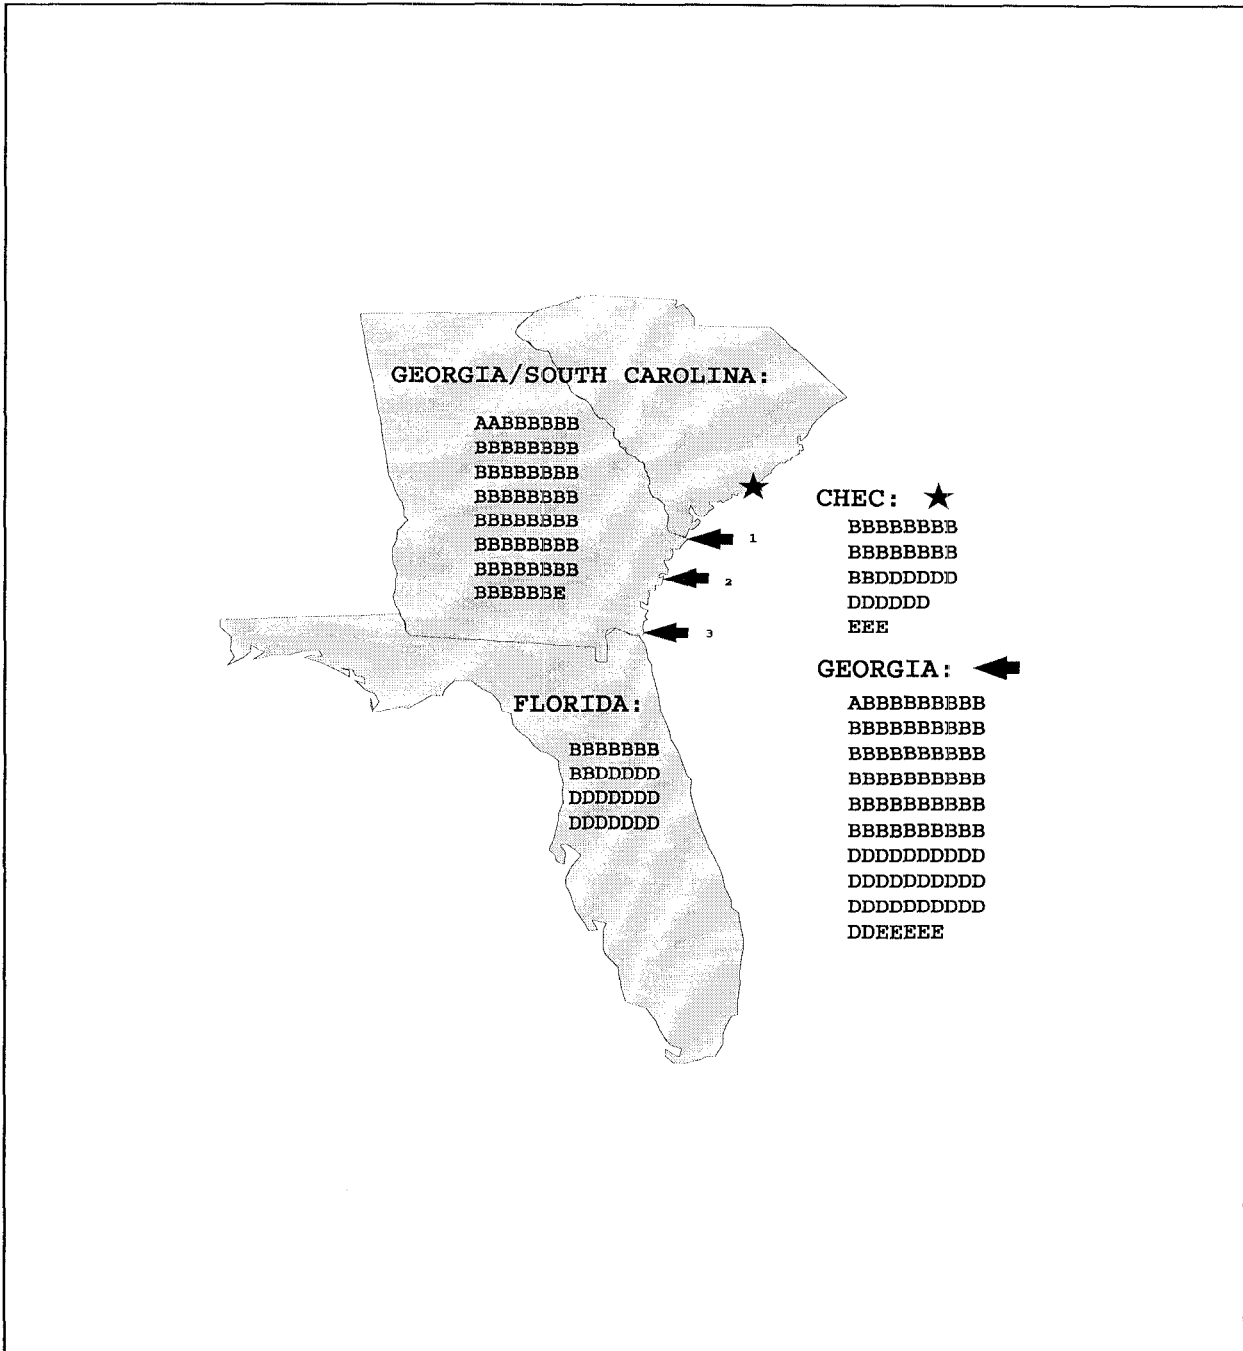 GEORGIA/SOUTH CAROLINA:
AABBBBBB
BBBBBBBB
BBBBBBBB
BBBBBBBB
BBBBBBBB
BBBBBBBB
BBBBBBBB
BBBBBBE
1
2
3
CHEC:
BBBBBBBB
BBBBBBBB
BBDDDDDD
DDDDDD
EEE
GEORGIA:
ABBBBBBBBB
BBBBBBBBBB
BBBBBBBBBB
BBBBBBBBBB
BBBBBBBBBB
BBBBBBBBBB
DDDDDDDDDD
DDDDDDDDDD
DDDDDDDDDD
DDEEEEE
FLORIDA:
BBBBBBB
BBDDDDD
DDDDDDD
DDDDDDD